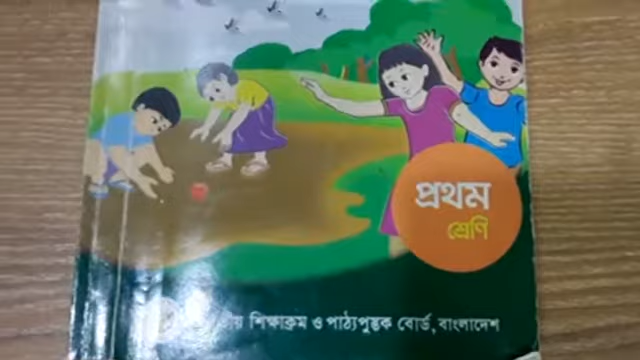 প্রথম
শ্রেণি
শিক্ষাক্রম ও পাঠ্যপুস্তক বোর্ড, বাংলাদেশ